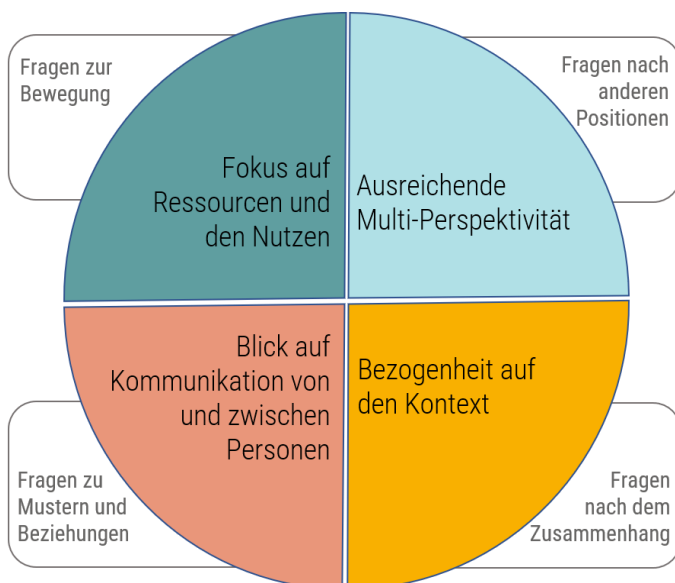 Fragen zur
Bewegung
Fragen nach
anderen
Positionen
Fokus auf
Ressourcen und
den Nutzen
Ausreichende
Multi-Perspektivität
Blick auf
Kommunikation von
und zwischen
Personen
Bezogenheit auf
den Kontext
Fragen zu
Mustern und
Beziehungen
Fragen
nach dem
Zusammenhang